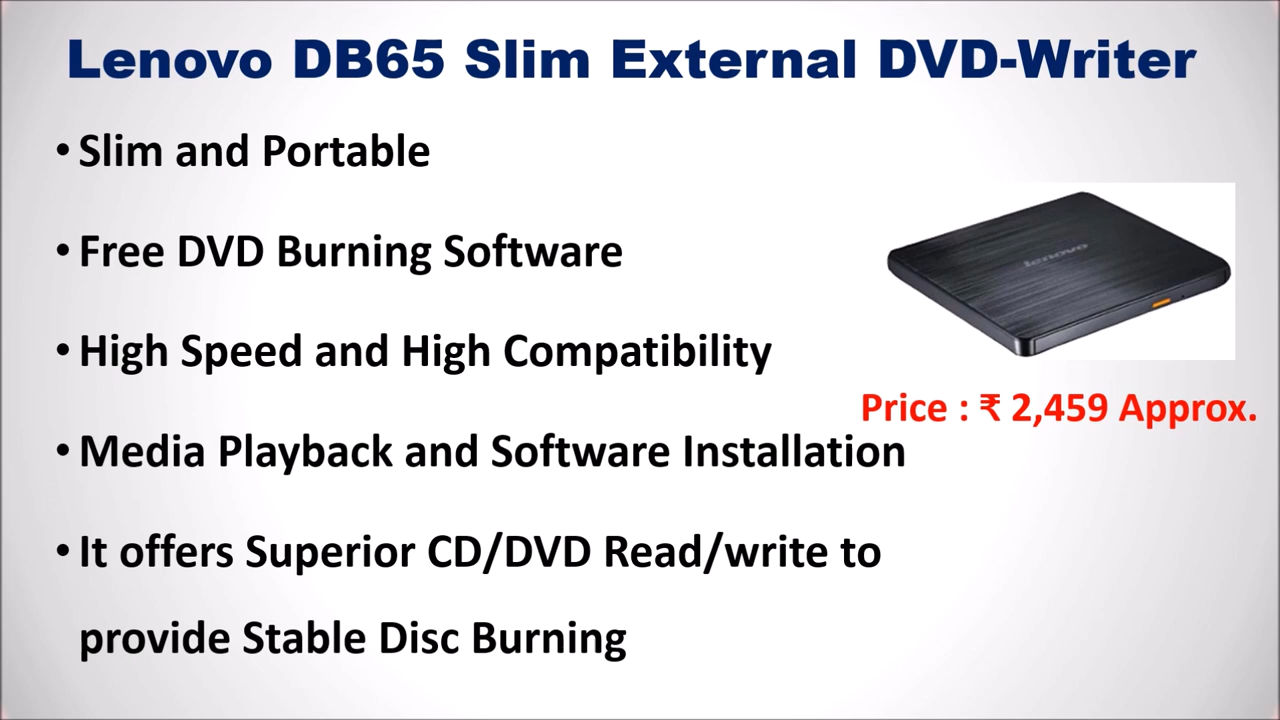 Lenovo DB65 Slim External DVD-Writer
• Slim and Portable
• Free DVD Burning Software
• High Speed and High Compatibility
lenovo
Price : ₹ 2,459 Approx.
• Media Playback and Software Installation
• It offers Superior CD/DVD Read/write to
provide Stable Disc Burning